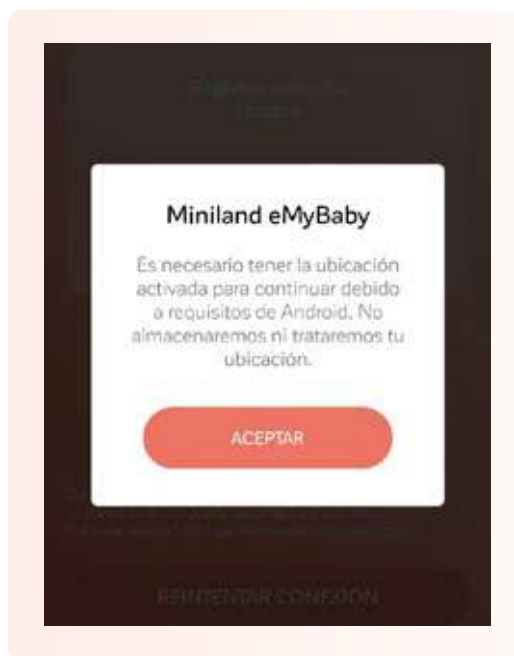 Miniland eMyBaby
Es necesario tener la ubicación
activada para continuar debido
a requisitos de Android. No
almacenaremos ni trataremos tu
ubicación.
ACEPTAR
REINTENTAR CONEXIÓN